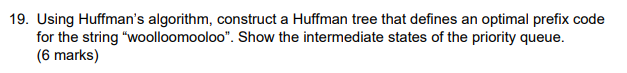 19. Using Huffman’s algorithm, construct a Huffman tree that defines an optimal prefix code
for the string “woolloomooloo”. Show the intermediate states of the priority queue.
(6 marks)